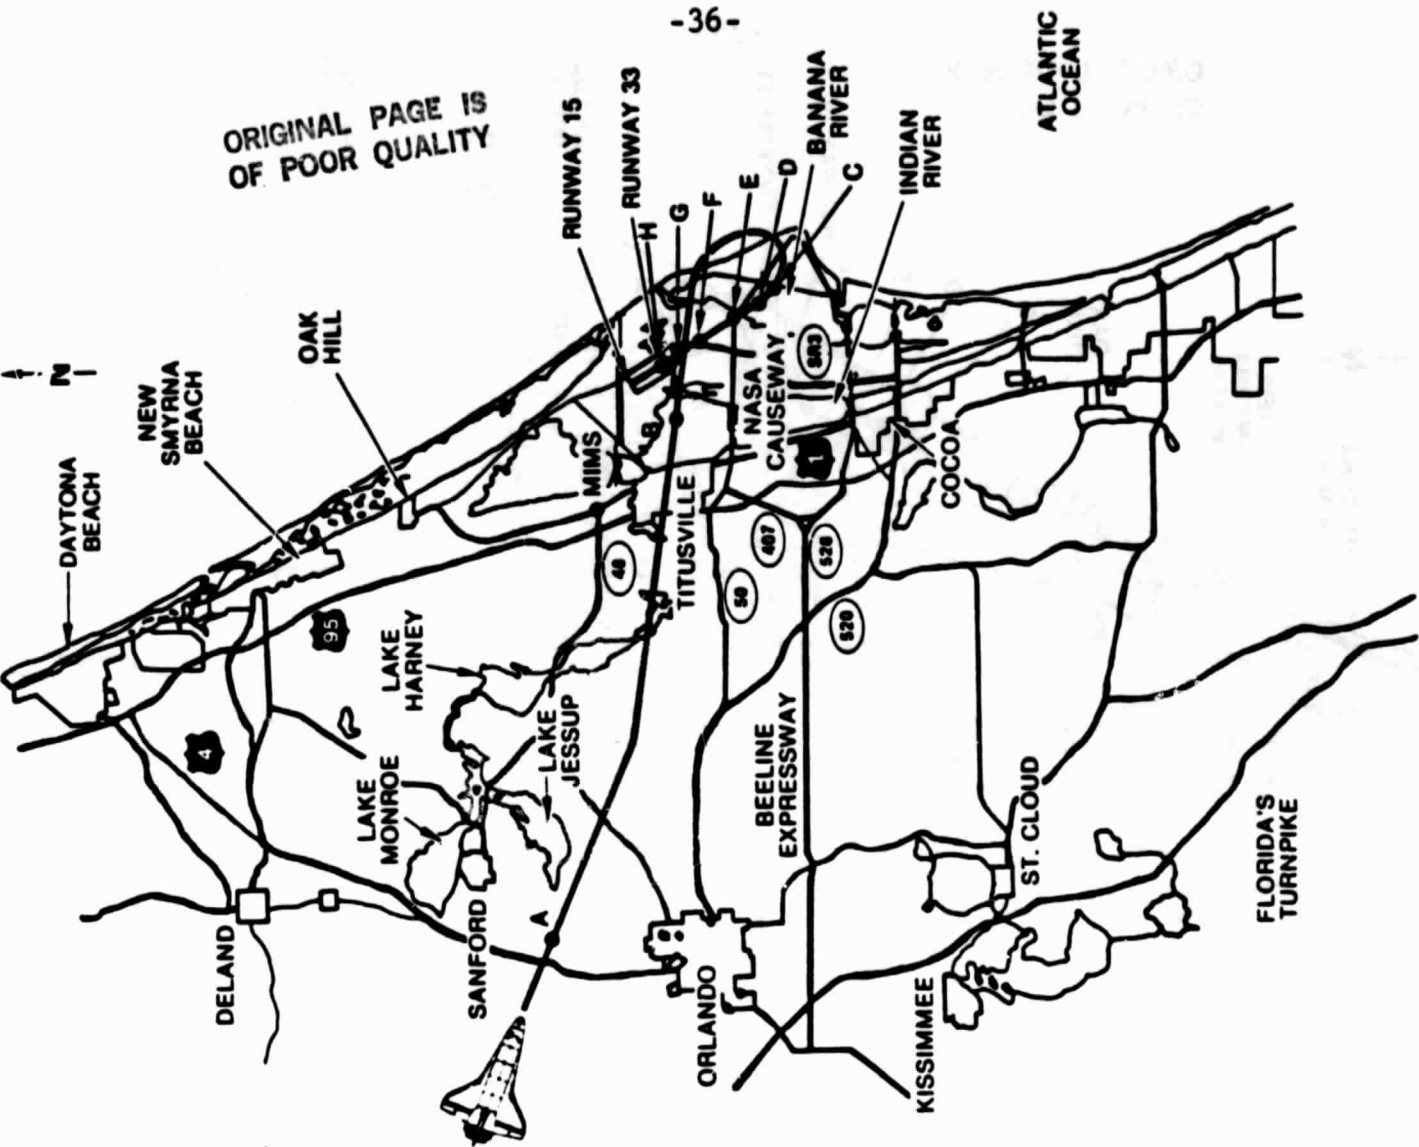 -36-
ORIGINAL PAGE IS
OF POOR QUALITY
N
DAYTONA
BEACH
NEW
SMYRNA
BEACH
OAK
HILL
RUNWAY 15
RUNWAY 33
H
G
F
E
D
BANANA
RIVER
C
INDIAN
RIVER
ATLANTIC
OCEAN
95
4
LAKE
HARNEY
LAKE
MONROE
LAKE
JESSUP
MIMS
B
46
TITUSVILLE
NASA
CAUSEWAY
SR3
1
COCOA
50
407
528
520
BEELINE
EXPRESSWAY
DELAND
SANFORD
A
ORLANDO
KISSIMMEE
ST. CLOUD
FLORIDA'S
TURNPIKE